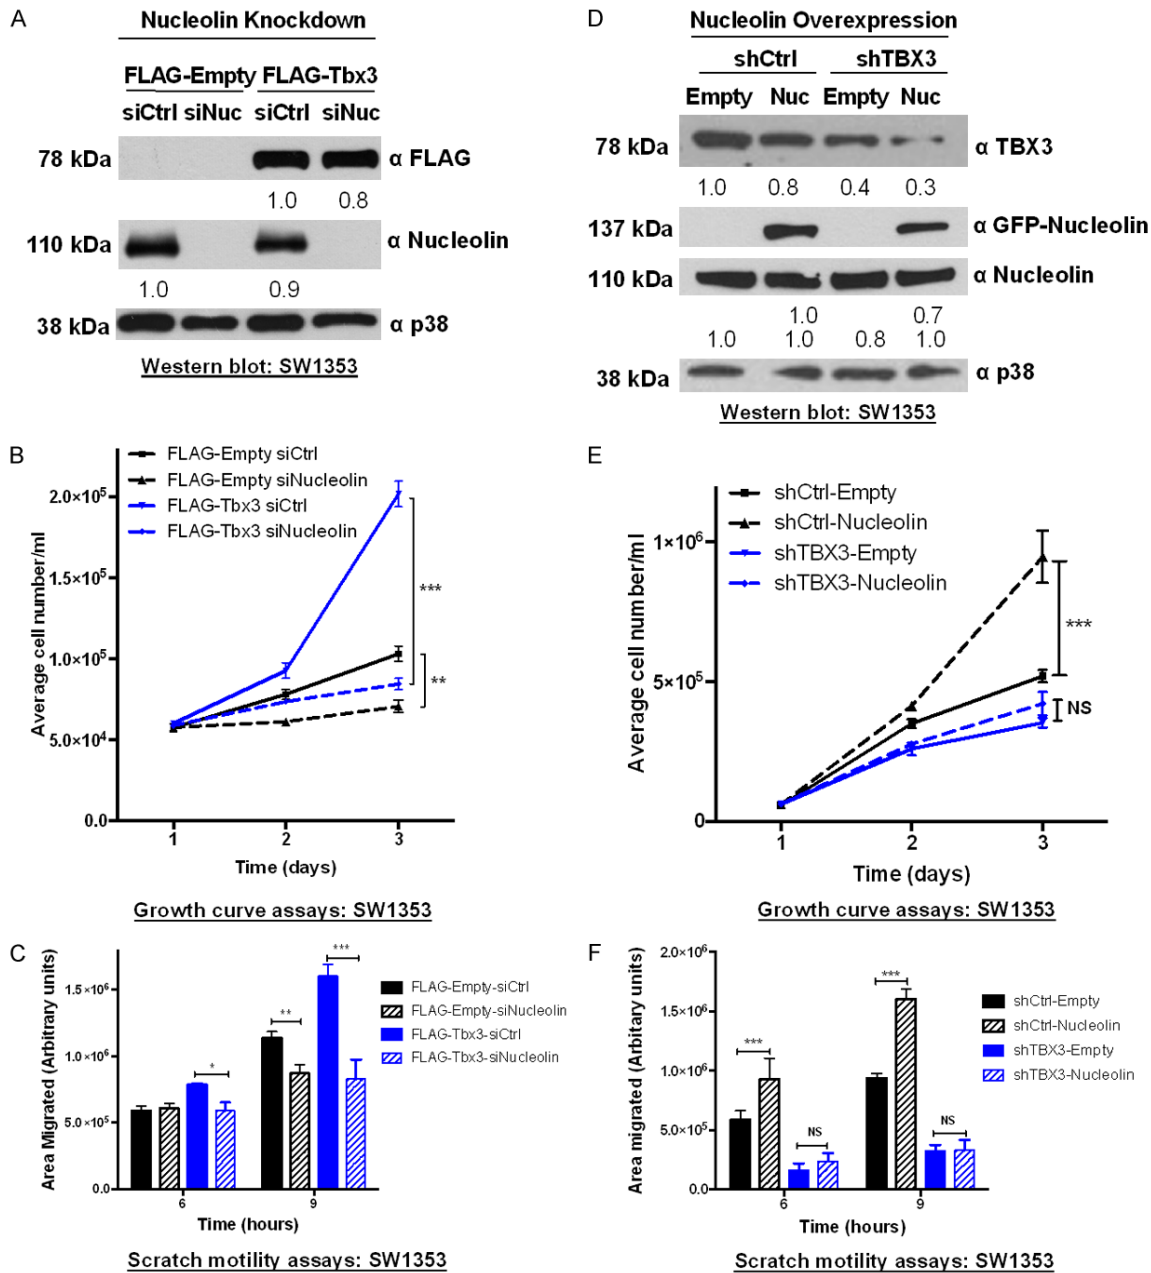 A
Nucleolin Knockdown
FLAG-Empty FLAG-Tbx3
siCtrl siNuc siCtrl siNuc
78 kDa α FLAG
1.0 0.8
110 kDa α Nucleolin
1.0 0.9
38 kDa α p38
Western blot: SW1353
D
Nucleolin Overexpression
shCtrl shTBX3
Empty Nuc Empty Nuc
78 kDa α TBX3
1.0 0.8 0.4 0.3
137 kDa α GFP-Nucleolin
110 kDa α Nucleolin
1.0 0.7
1.0 1.0 0.8 1.0
38 kDa α p38
Western blot: SW1353
B
FLAG-Empty siCtrl
FLAG-Empty siNucleolin
FLAG-Tbx3 siCtrl
FLAG-Tbx3 siNucleolin
Average cell number/ml
2.0×10⁵
1.5×10⁵
1.0×10⁵
5.0×10⁴
0.0
***
**
1 2 3
Time (days)
Growth curve assays: SW1353
E
shCtrl-Empty
shCtrl-Nucleolin
shTBX3-Empty
shTBX3-Nucleolin
Average cell number/ml
1×10⁶
5×10⁵
0
***
NS
1 2 3
Time (days)
Growth curve assays: SW1353
C
Area Migrated (Arbitrary units)
1.5×10⁶
1.0×10⁶
5.0×10⁵
0.0
*
**
***
FLAG-Empty-siCtrl
FLAG-Empty-siNucleolin
FLAG-Tbx3-siCtrl
FLAG-Tbx3-siNucleolin
6 9
Time (hours)
Scratch motility assays: SW1353
F
Area migrated (Arbitary units)
2.0×10⁶
1.5×10⁶
1.0×10⁶
5.0×10⁵
0.0
***
NS
***
NS
shCtrl-Empty
shCtrl-Nucleolin
shTBX3-Empty
shTBX3-Nucleolin
6 9
Time (hours)
Scratch motility assays: SW1353